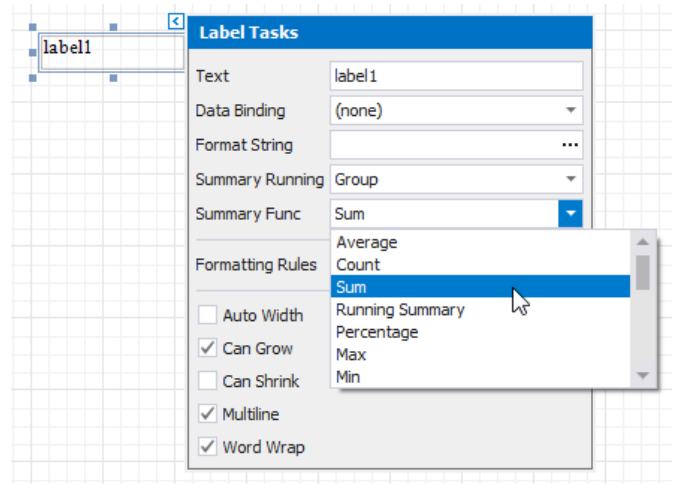 label1
Label Tasks
Text label1
Data Binding (none)
Format String ...
Summary Running Group
Summary Func Sum
Average
Formatting Rules Count
Sum
Auto Width Running Summary
Percentage
Can Grow Max
Can Shrink Min
Multiline
Word Wrap